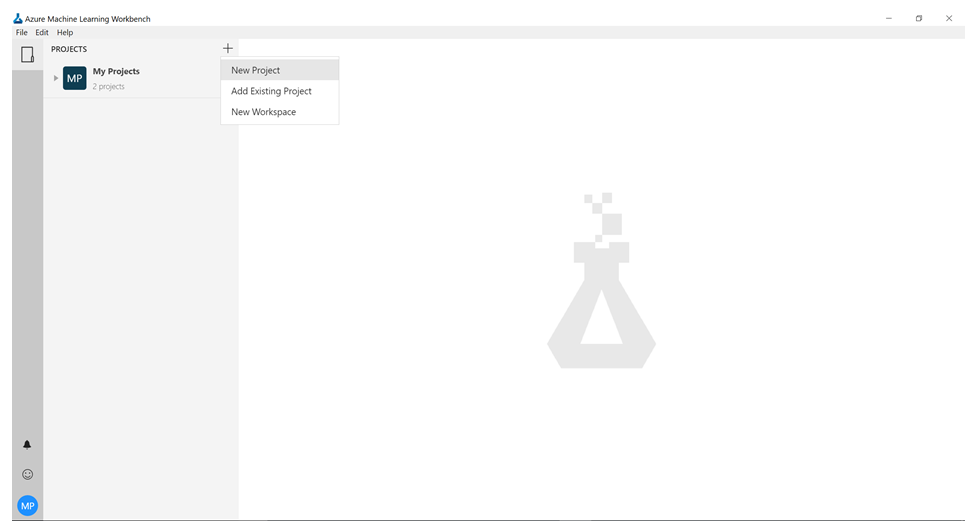 Azure Machine Learning Workbench
File Edit Help
PROJECTS
New Project
MP My Projects
2 projects
Add Existing Project
New Workspace
MP